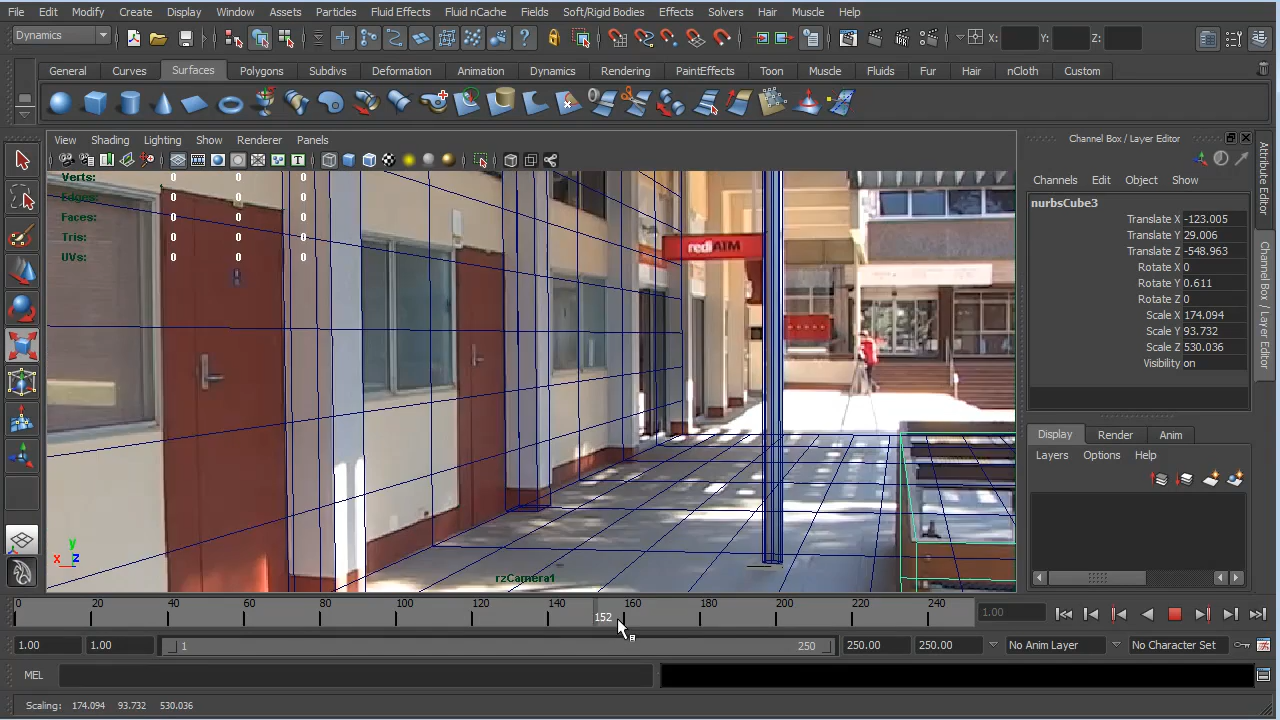 File Edit Modify Create Display Window Assets Particles Fluid Effects Fluid nCache Fields Soft/Rigid Bodies Effects Solvers Hair Muscle Help
Dynamics X: Y: Z:
General Curves Surfaces Polygons Subdivs Deformation Animation Dynamics Rendering PaintEffects Toon Muscle Fluids Fur Hair nCloth Custom
View Shading Lighting Show Renderer Panels
Verts: 0 0 0
Edges: 0 0 0
Faces: 0 0 0
Tris: 0 0 0
UVs: 0 0 0
rediATM
rzCamera1
y
x z
Channel Box / Layer Editor
Channels Edit Object Show
nurbsCube3
Translate X -123.005
Translate Y 29.006
Translate Z -548.963
Rotate X 0
Rotate Y 0.611
Rotate Z 0
Scale X 174.094
Scale Y 93.732
Scale Z 530.036
Visibility on
Display Render Anim
Layers Options Help
Attribute Editor
Channel Box / Layer Editor
0 20 40 60 80 100 120 140 160 180 200 220 240
152
1.00
1.00 1.00 1 250 250.00 250.00 No Anim Layer No Character Set
MEL
Scaling: 174.094 93.732 530.036